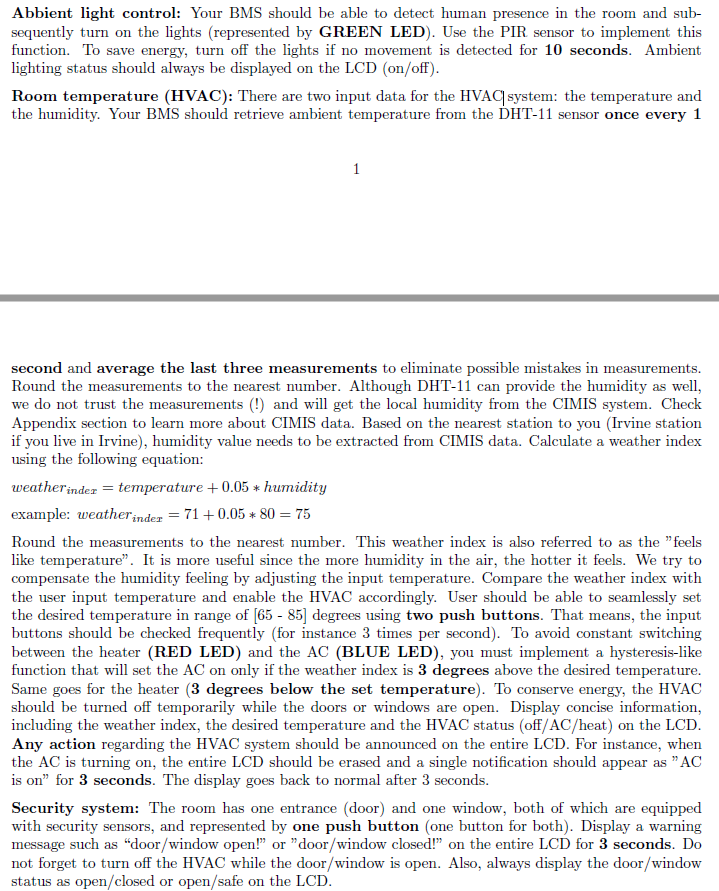 Abbient light control: Your BMS should be able to detect human presence in the room and sub-
sequently turn on the lights (represented by GREEN LED). Use the PIR sensor to implement this
function. To save energy, turn off the lights if no movement is detected for 10 seconds. Ambient
lighting status should always be displayed on the LCD (on/off).
Room temperature (HVAC): There are two input data for the HVAC system: the temperature and
the humidity. Your BMS should retrieve ambient temperature from the DHT-11 sensor once every 1
1
second and average the last three measurements to eliminate possible mistakes in measurements.
Round the measurements to the nearest number. Although DHT-11 can provide the humidity as well,
we do not trust the measurements (!) and will get the local humidity from the CIMIS system. Check
Appendix section to learn more about CIMIS data. Based on the nearest station to you (Irvine station
if you live in Irvine), humidity value needs to be extracted from CIMIS data. Calculate a weather index
using the following equation:
weather_index = temperature + 0.05 * humidity
example: weather_index = 71 + 0.05 * 80 = 75
Round the measurements to the nearest number. This weather index is also referred to as the ”feels
like temperature”. It is more useful since the more humidity in the air, the hotter it feels. We try to
compensate the humidity feeling by adjusting the input temperature. Compare the weather index with
the user input temperature and enable the HVAC accordingly. User should be able to seamlessly set
the desired temperature in range of [65 - 85] degrees using two push buttons. That means, the input
buttons should be checked frequently (for instance 3 times per second). To avoid constant switching
between the heater (RED LED) and the AC (BLUE LED), you must implement a hysteresis-like
function that will set the AC on only if the weather index is 3 degrees above the desired temperature.
Same goes for the heater (3 degrees below the set temperature). To conserve energy, the HVAC
should be turned off temporarily while the doors or windows are open. Display concise information,
including the weather index, the desired temperature and the HVAC status (off/AC/heat) on the LCD.
Any action regarding the HVAC system should be announced on the entire LCD. For instance, when
the AC is turning on, the entire LCD should be erased and a single notification should appear as ”AC
is on” for 3 seconds. The display goes back to normal after 3 seconds.
Security system: The room has one entrance (door) and one window, both of which are equipped
with security sensors, and represented by one push button (one button for both). Display a warning
message such as “door/window open!” or ”door/window closed!” on the entire LCD for 3 seconds. Do
not forget to turn off the HVAC while the door/window is open. Also, always display the door/window
status as open/closed or open/safe on the LCD.